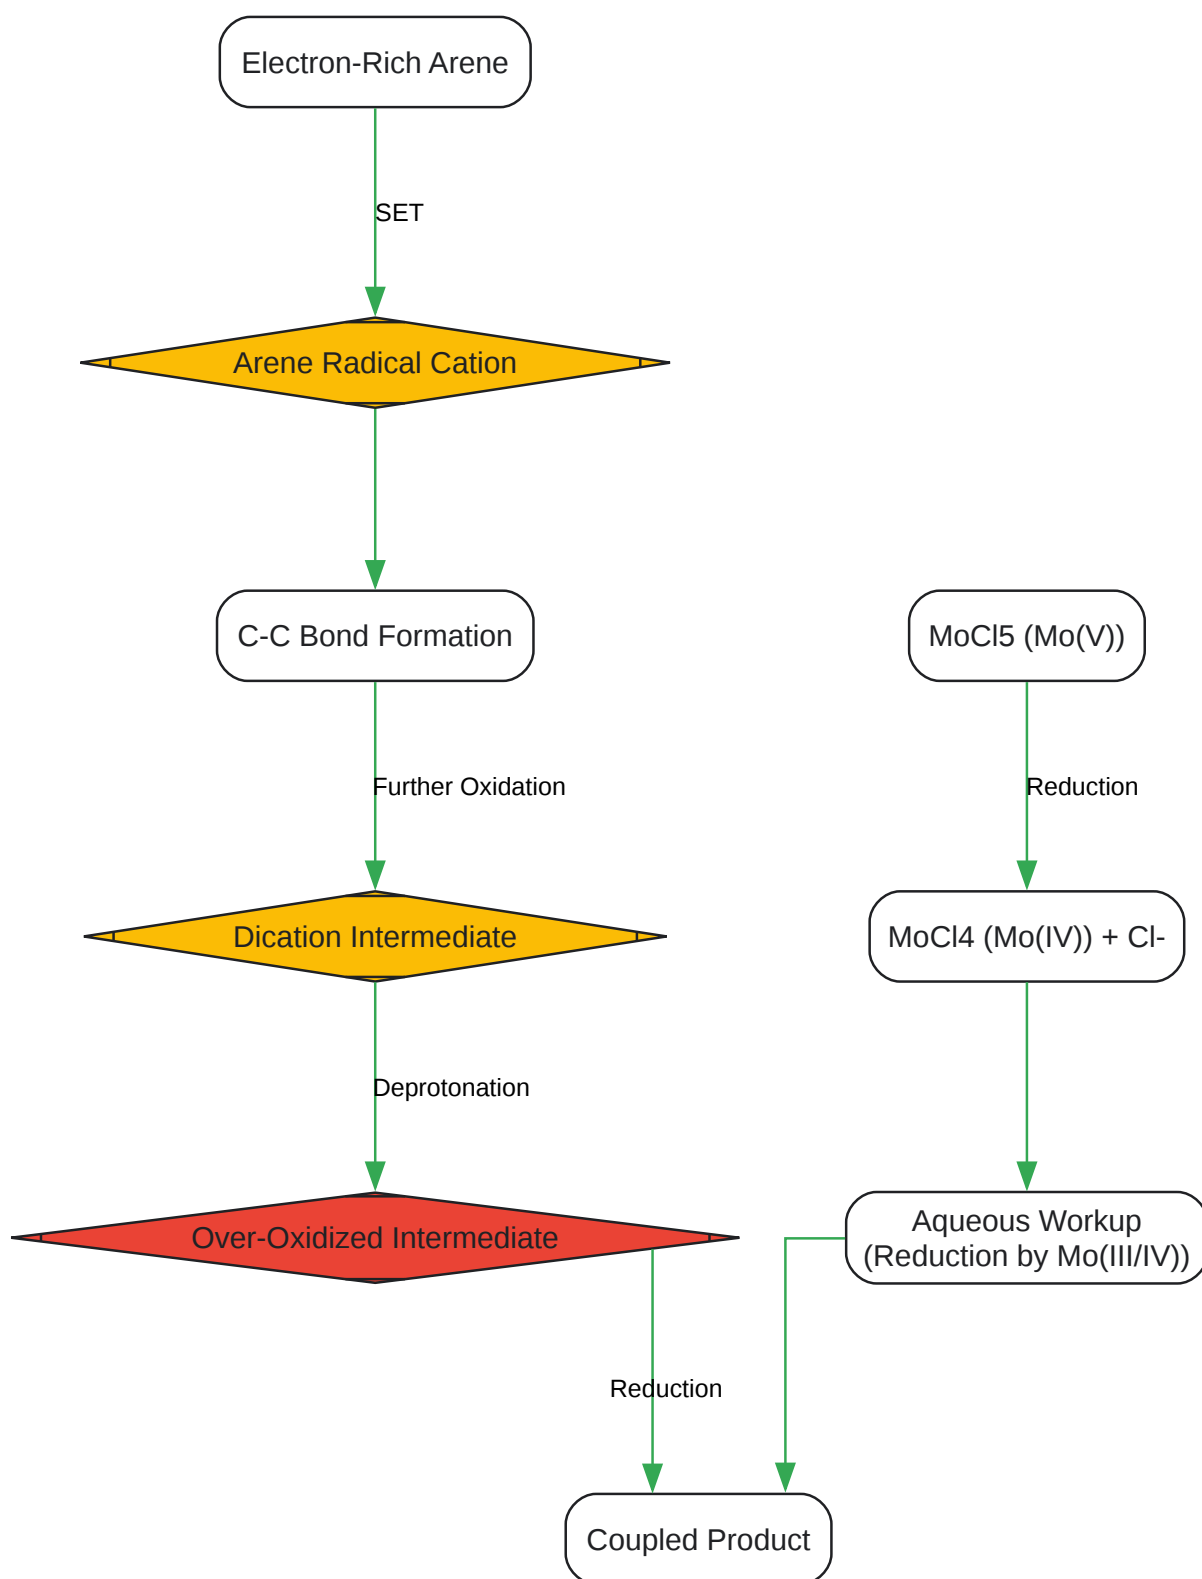 Electron-Rich Arene
SET
Arene Radical Cation
C-C Bond Formation
MoCl5 (Mo(V))
Further Oxidation
Reduction
Dication Intermediate
MoCl4 (Mo(IV)) + Cl-
Deprotonation
Over-Oxidized Intermediate
Aqueous Workup
(Reduction by Mo(III/IV))
Reduction
Coupled Product